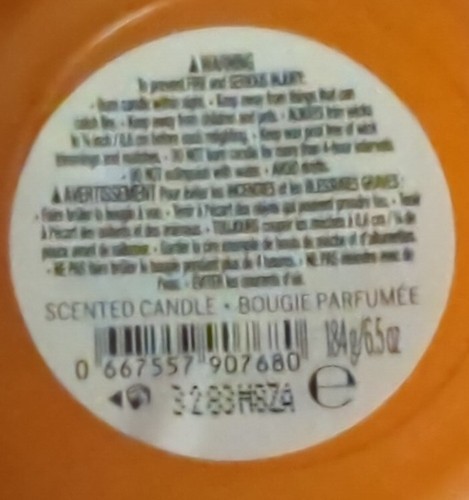 ⚠ WARNING
To prevent FIRE and SERIOUS INJURY:
• Burn candle within sight. • Keep away from things that can
catch fire. • Keep away from children and pets. • ALWAYS trim wicks
to ¼ inch / 0.6 cm before each relighting. • Keep wax pool free of wick
trimmings and matches. • DO NOT burn candle for more than 4-hour intervals.
• DO NOT extinguish with water. • AVOID drafts.
⚠ AVERTISSEMENT Pour éviter les INCENDIES et les BLESSURES GRAVES :
• Faire brûler la bougie à vue. • Tenir à l'écart des objets qui peuvent prendre feu. • Tenir
à l'écart des enfants et des animaux. • TOUJOURS couper les mèches à 0,6 cm / ¼ de
pouce avant de rallumer. • Garder la cire exempte de bouts de mèche et d'allumettes.
• NE PAS faire brûler la bougie pendant plus de 4 heures. • NE PAS éteindre avec de
l'eau. • ÉVITER les courants d'air.
SCENTED CANDLE • BOUGIE PARFUMÉE
184 g/6.5 oz
0 667557 907680
3283H8ZA e